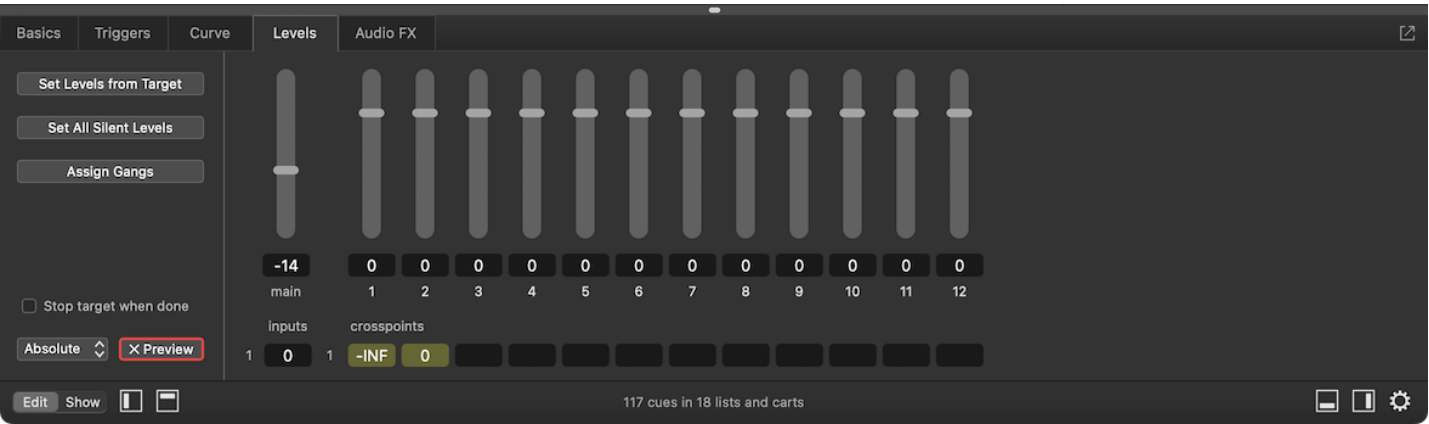 Basics Triggers Curve Levels Audio FX
Set Levels from Target
Set All Silent Levels
Assign Gangs
-14 0 0 0 0 0 0 0 0 0 0 0 0
main 1 2 3 4 5 6 7 8 9 10 11 12
Stop target when done
inputs crosspoints
Absolute × Preview 1 0 1 -INF 0
Edit Show 117 cues in 18 lists and carts